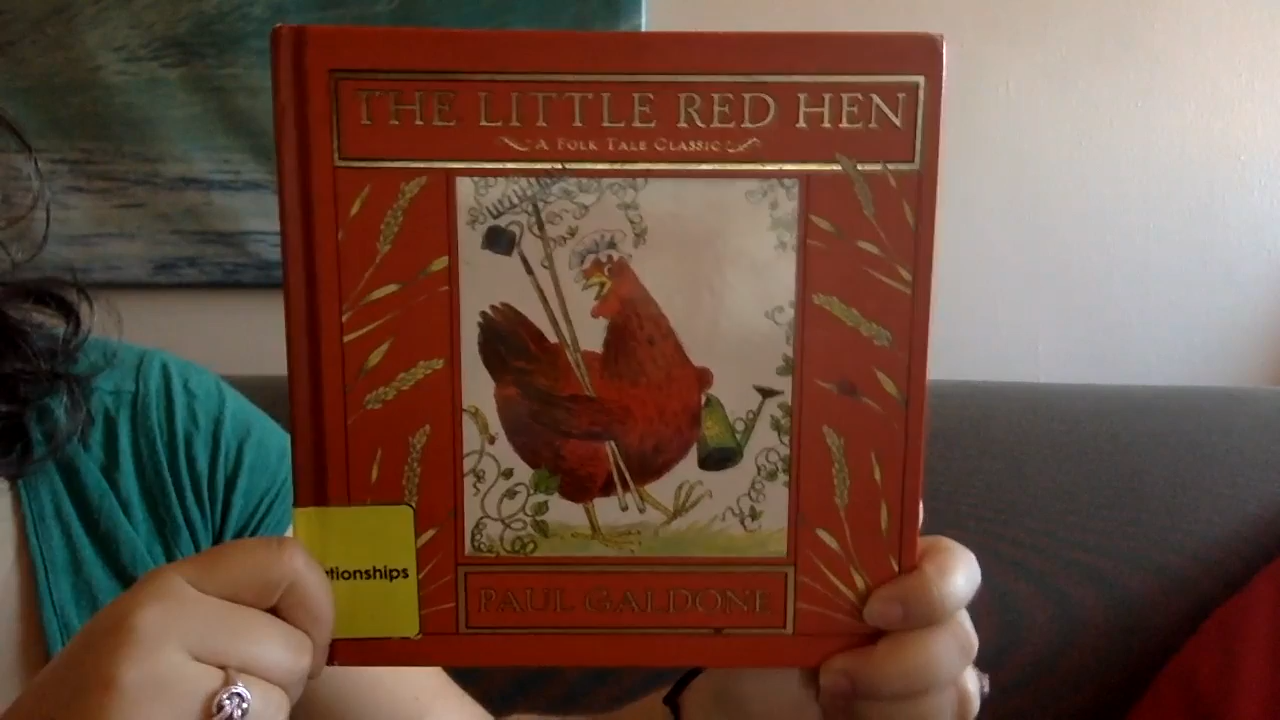 THE LITTLE RED HEN
A FOLK TALE CLASSIC
tionships
PAUL GALDONE